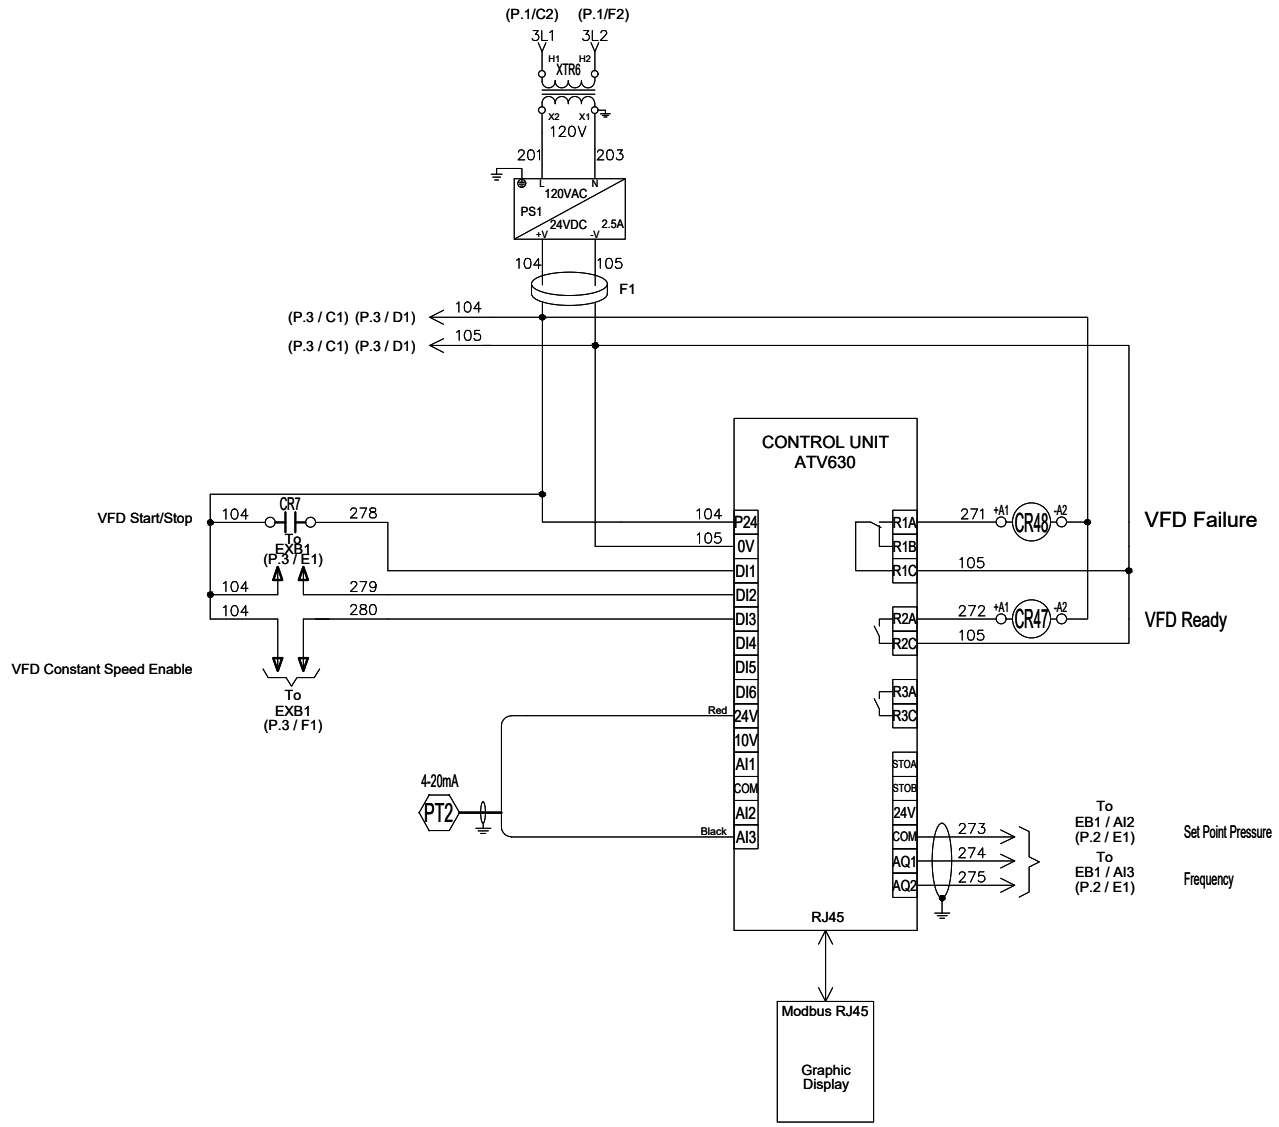 (P.1/C2) (P.1/F2)
3L1 3L2
H1 H2
XTR6
X2 X1
120V
201 203
L N
120VAC
PS1
24VDC 2.5A
+V -V
104 105
F1
(P.3 / C1) (P.3 / D1) 104
(P.3 / C1) (P.3 / D1) 105
CONTROL UNIT
ATV630
VFD Start/Stop
104 CR7 278
To
EXB1
(P.3 / E1)
104 279
104 280
VFD Constant Speed Enable
To
EXB1
(P.3 / F1)
104 P24
105 0V
DI1
DI2
DI3
DI4
DI5
DI6
Red 24V
10V
AI1
COM
AI2
Black AI3
4-20mA
PT2
R1A 271 +A1 CR48 -A2 VFD Failure
R1B
R1C 105
R2A 272 +A1 CR47 -A2 VFD Ready
R2C 105
R3A
R3C
STOA
STOB
24V
COM 273
AQ1 274
AQ2 275
To
EB1 / AI2
(P.2 / E1)
Set Point Pressure
To
EB1 / AI3
(P.2 / E1)
Frequency
RJ45
Modbus RJ45
Graphic
Display